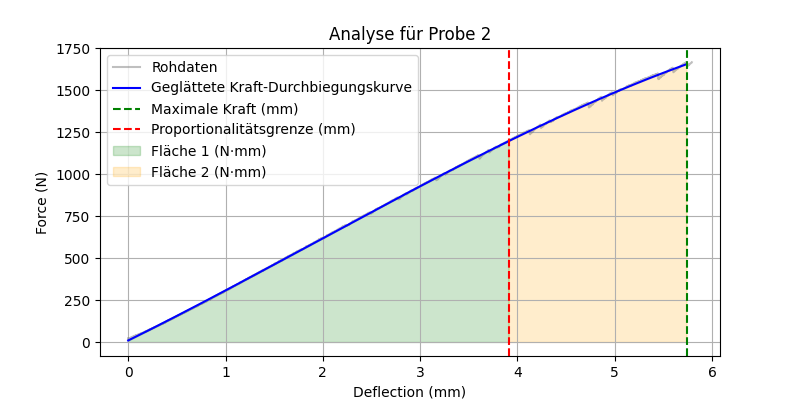 Analyse für Probe 2
Force (N)
1750
1500
1250
1000
750
500
250
0
Rohdaten
Geglättete Kraft-Durchbiegungskurve
Maximale Kraft (mm)
Proportionalitätsgrenze (mm)
Fläche 1 (N·mm)
Fläche 2 (N·mm)
0 1 2 3 4 5 6
Deflection (mm)